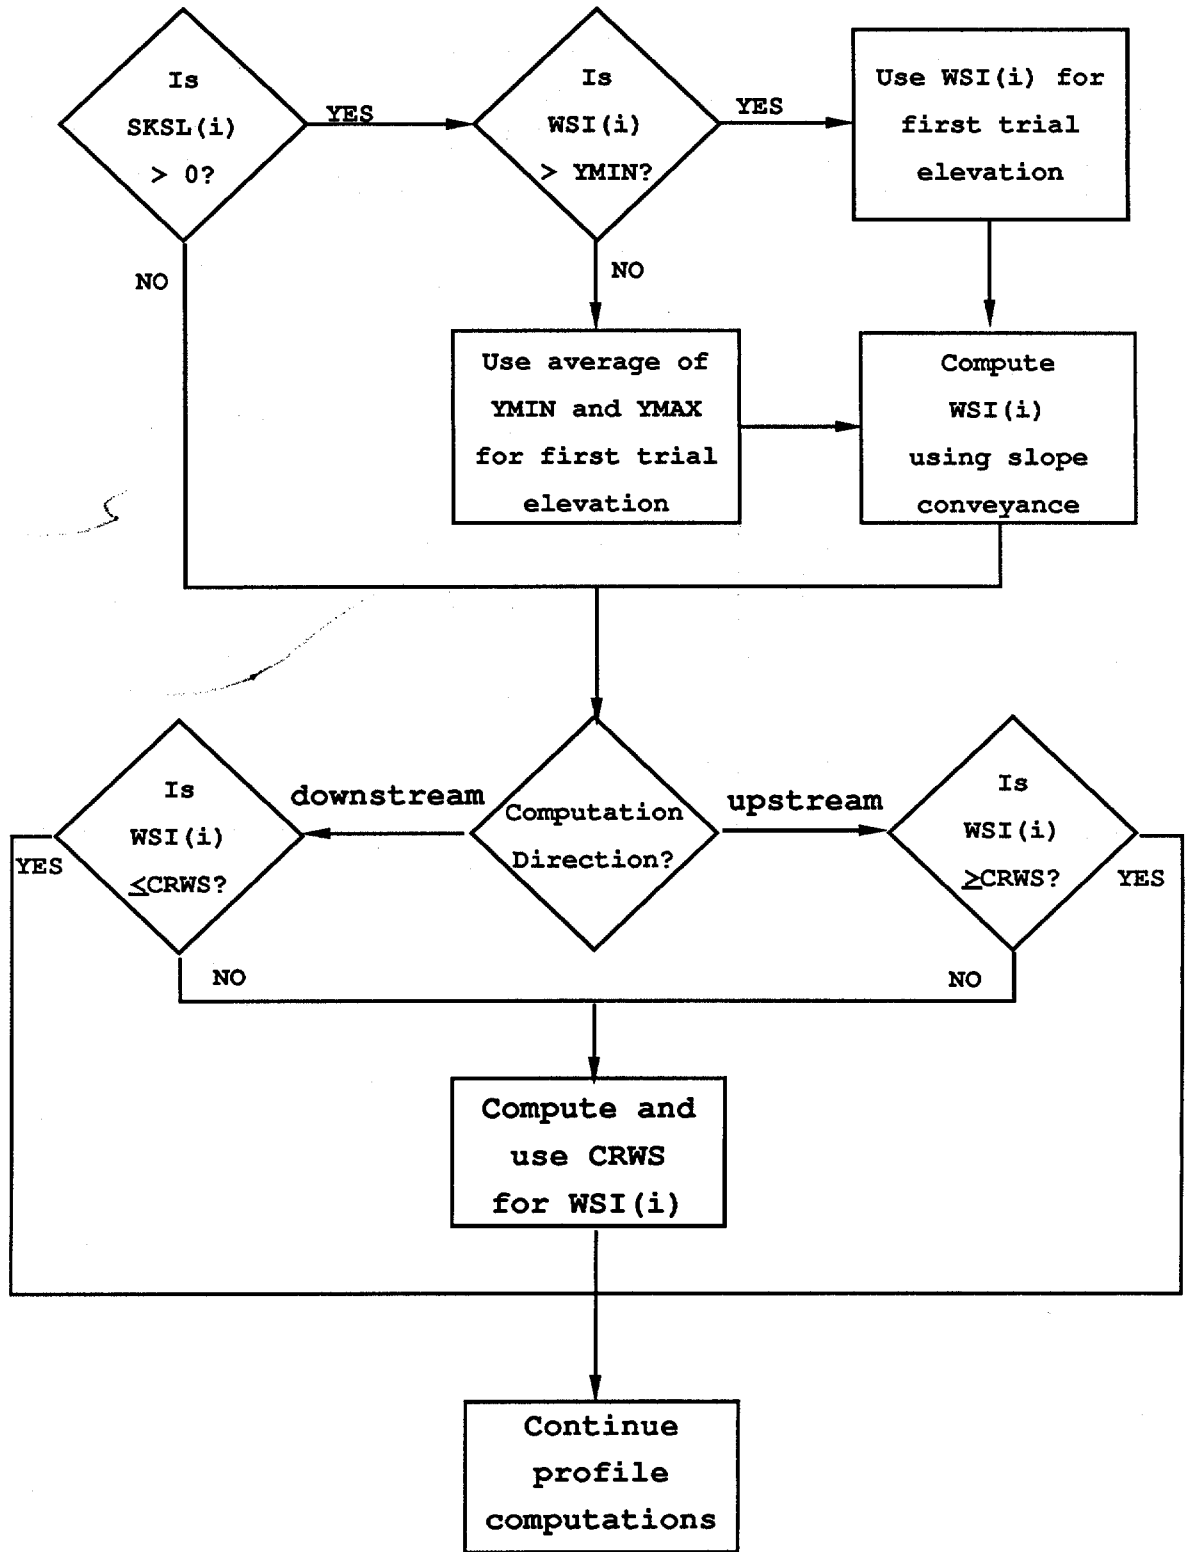 Is
SKSL(i)
> 0?
YES
Is
WSI(i)
> YMIN?
YES
Use WSI(i) for
first trial
elevation
NO
NO
Use average of
YMIN and YMAX
for first trial
elevation
Compute
WSI(i)
using slope
conveyance
Is
WSI(i)
≤CRWS?
YES
NO
downstream
Computation
Direction?
upstream
Is
WSI(i)
≥CRWS?
YES
NO
Compute and
use CRWS
for WSI(i)
Continue
profile
computations